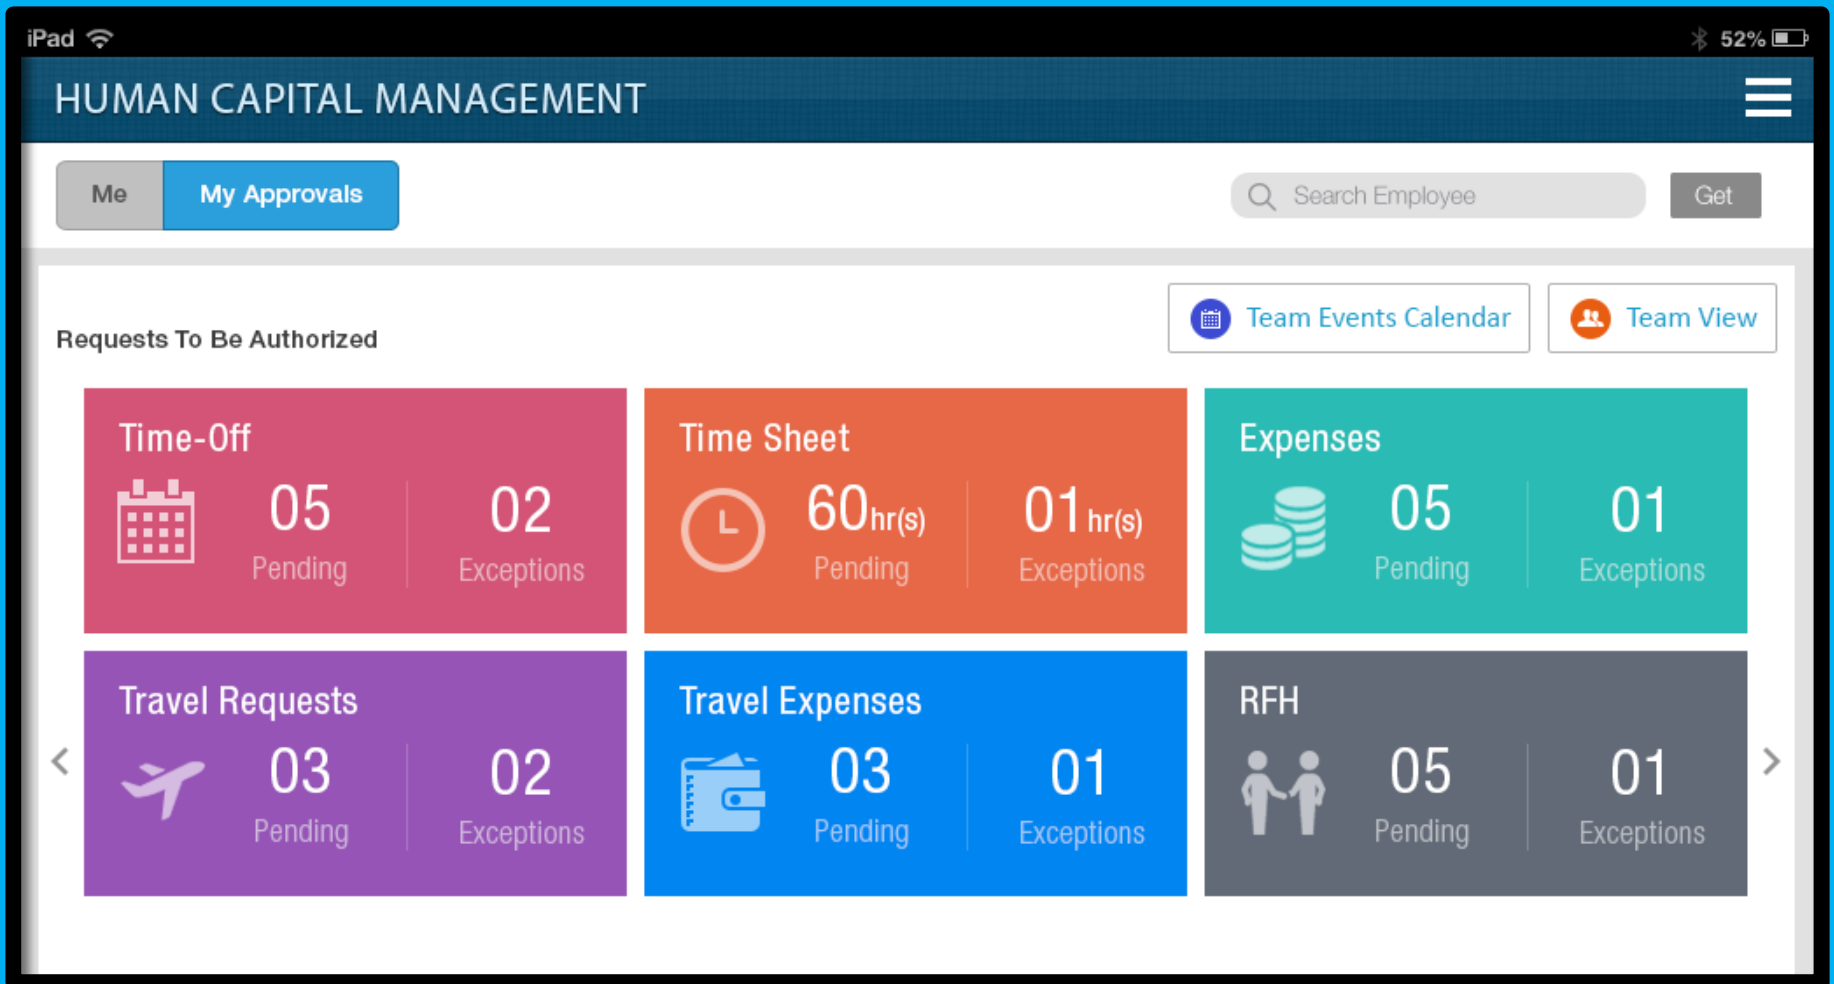 iPad 52%
HUMAN CAPITAL MANAGEMENT
Me My Approvals Search Employee Get
Team Events Calendar Team View
Requests To Be Authorized
Time-Off
05 02
Pending Exceptions
Time Sheet
60hr(s) 01 hr(s)
Pending Exceptions
Expenses
05 01
Pending Exceptions
Travel Requests
03 02
Pending Exceptions
Travel Expenses
03 01
Pending Exceptions
RFH
05 01
Pending Exceptions